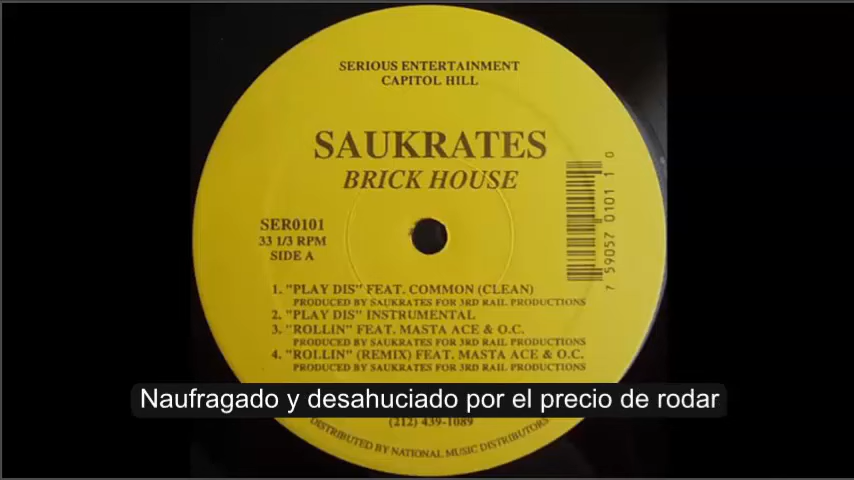 SERIOUS ENTERTAINMENT
CAPITOL HILL
SAUKRATES
BRICK HOUSE
SER0101
33 1/3 RPM
SIDE A
7 59057 0101 1 0
1. "PLAY DIS" FEAT. COMMON (CLEAN)
PRODUCED BY SAUKRATES FOR 3RD RAIL PRODUCTIONS
2. "PLAY DIS" INSTRUMENTAL
3. "ROLLIN" FEAT. MASTA ACE & O.C.
PRODUCED BY SAUKRATES FOR 3RD RAIL PRODUCTIONS
4. "ROLLIN" (REMIX) FEAT. MASTA ACE & O.C.
PRODUCED BY SAUKRATES FOR 3RD RAIL PRODUCTIONS
Naufragado y desahuciado por el precio de rodar
(212) 439-1089
DISTRIBUTED BY NATIONAL MUSIC DISTRIBUTORS